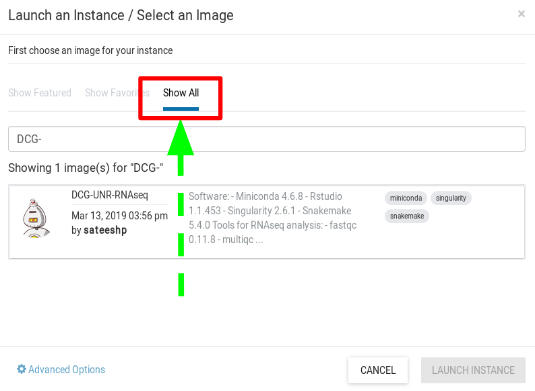 Launch an Instance / Select an Image
×
First choose an image for your instance
Show Featured Show Favorites Show All
DCG-
Showing 1 image(s) for "DCG-"
DCG-UNR-RNAseq
Mar 13, 2019 03:56 pm
by sateeshp
Software: - Miniconda 4.6.8 - Rstudio
1.1.453 - Singularity 2.6.1 - Snakemake
5.4.0 Tools for RNAseq analysis: - fastqc
0.11.8 - multiqc ...
miniconda singularity
snakemake
Advanced Options
CANCEL LAUNCH INSTANCE